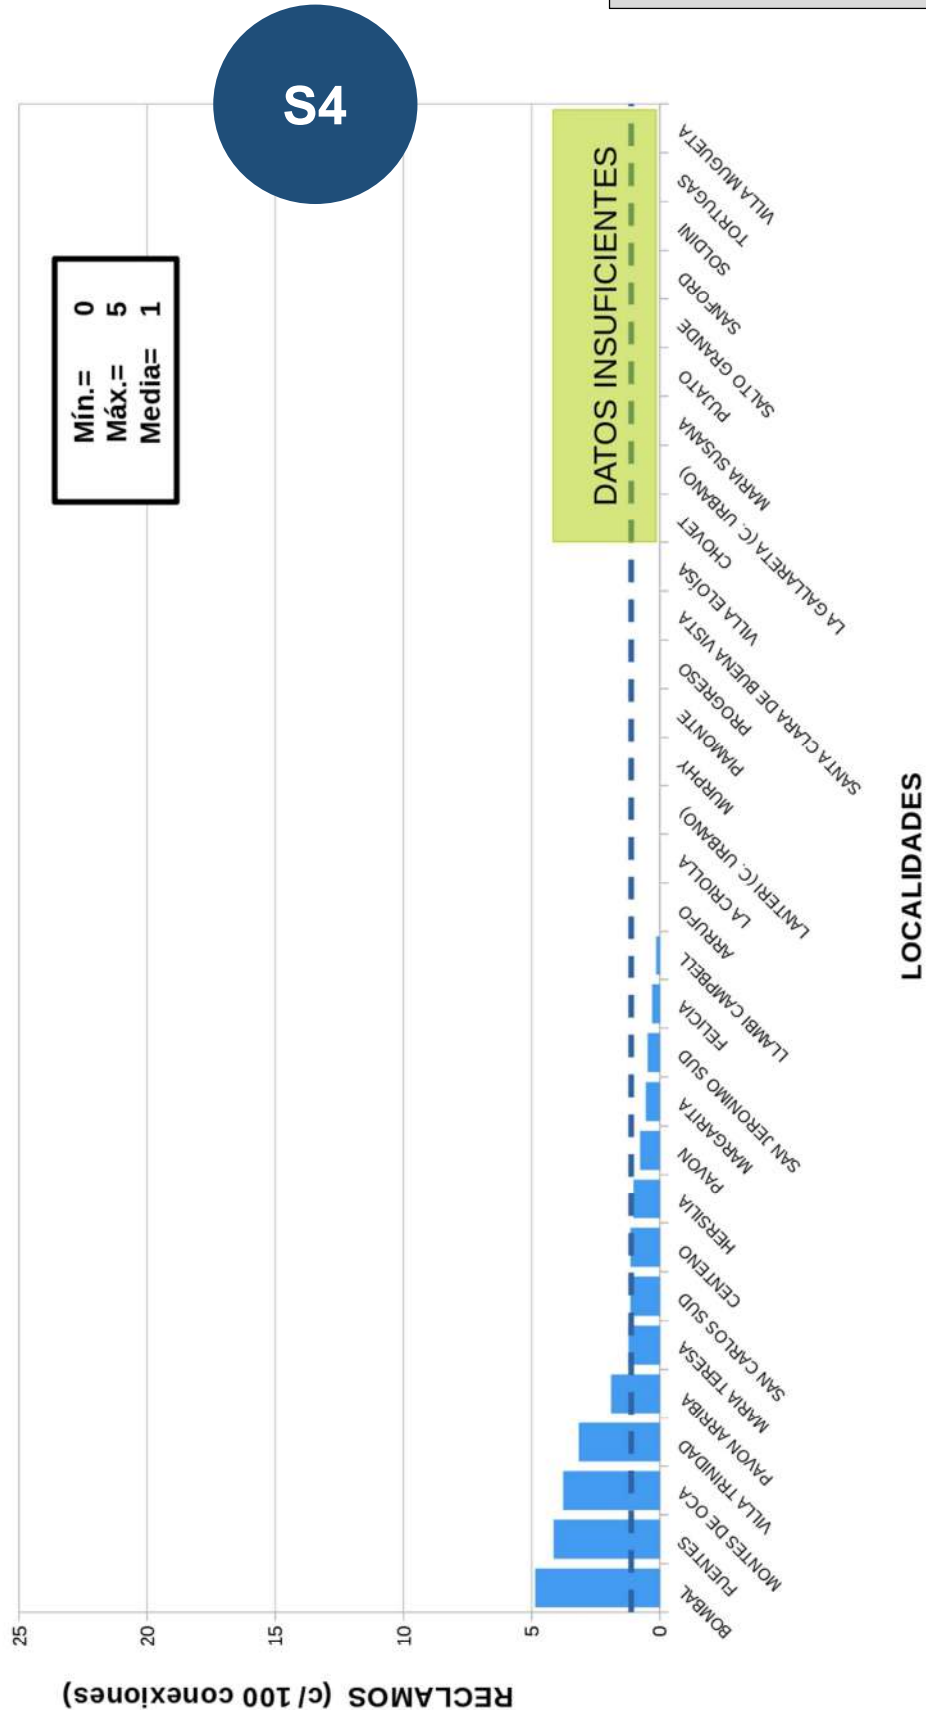 S4
Mín.= 0
Máx.= 5
Media= 1
DATOS INSUFICIENTES
RECLAMOS (c/ 100 conexiones)
25
20
15
10
5
0
BOMBAL
FUENTES
MONTES DE OCA
VILLA TRINIDAD
PAVON ARRIBA
MARIA TERESA
SAN CARLOS SUD
CENTENO
HERSILIA
PAVON
MARGARITA
SAN JERONIMO SUD
FELICIA
LLAMBI CAMPBELL
ARRUFO
LA CRIOLLA
LANTERI (C. URBANO)
MURPHY
PIAMONTE
PROGRESO
SANTA CLARA DE BUENA VISTA
VILLA ELOÍSA
CHOVET
LA GALLARETA (C. URBANO)
MARIA SUSANA
PUJATO
SALTO GRANDE
SANFORD
SOLDINI
TORTUGAS
VILLA MUGUETA
LOCALIDADES